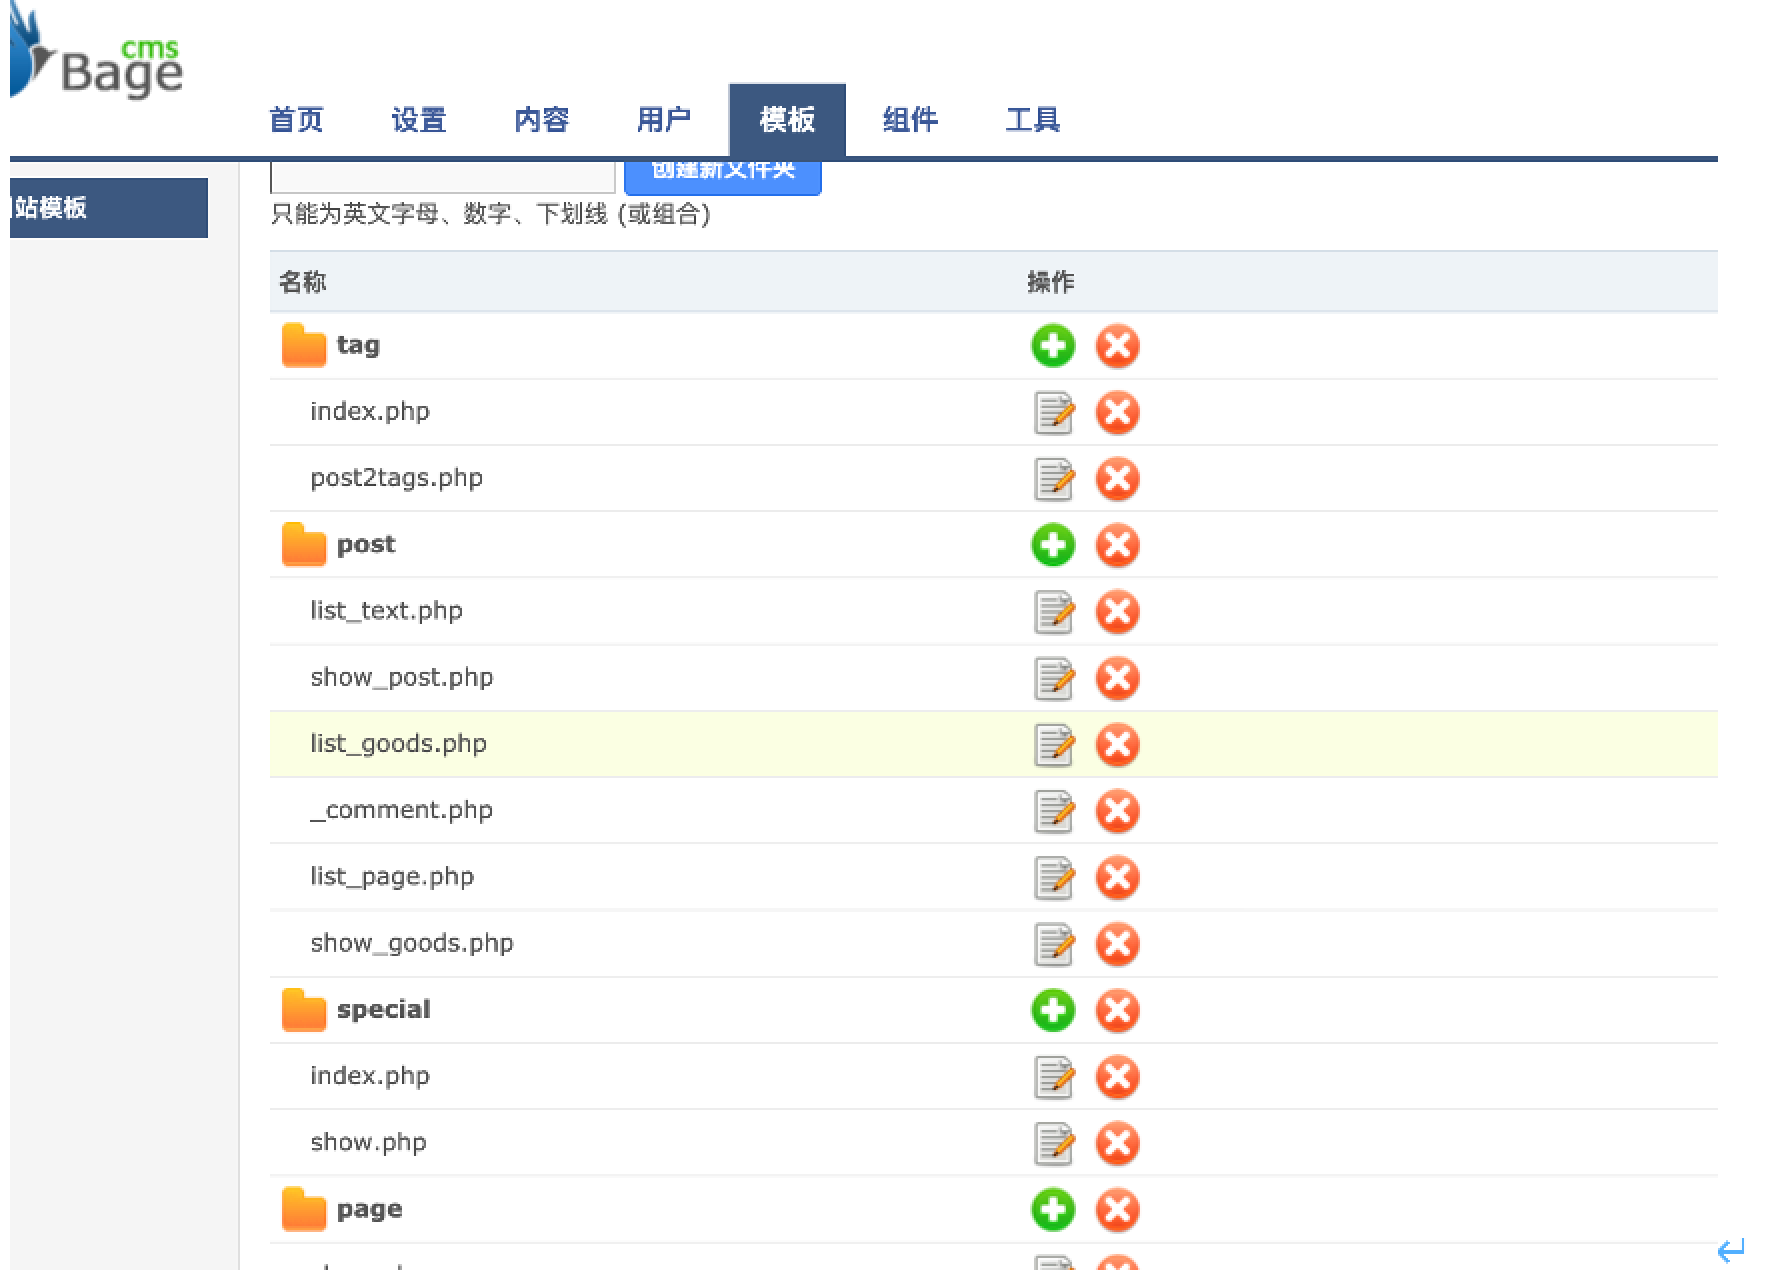 cms
Bage
首页 设置 内容 用户 模板 组件 工具
站模板
创建新文件夹
只能为英文字母、数字、下划线 (或组合)
名称 操作
tag
index.php
post2tags.php
post
list_text.php
show_post.php
list_goods.php
_comment.php
list_page.php
show_goods.php
special
index.php
show.php
page